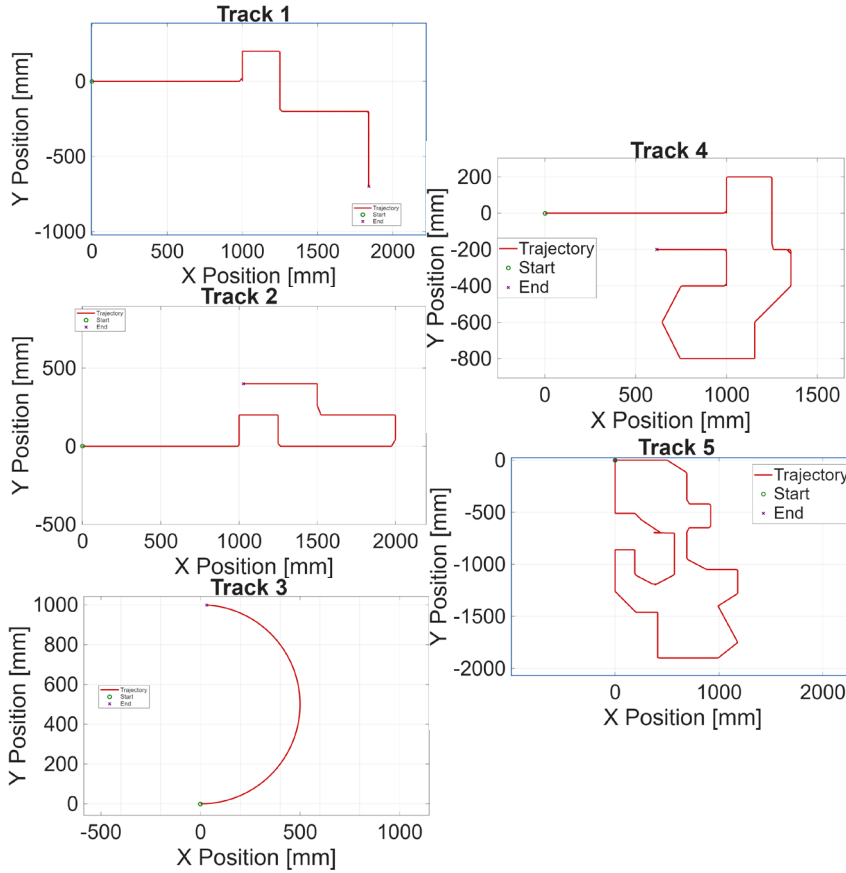 Track 1
Y Position [mm]
0
-500
-1000
0 500 1000 1500 2000
X Position [mm]
Trajectory
Start
End
Track 2
Y Position [mm]
500
0
-500
0 500 1000 1500 2000
X Position [mm]
Trajectory
Start
End
Track 3
Y Position [mm]
1000
800
600
400
200
0
-500 0 500 1000
X Position [mm]
Trajectory
Start
End
Track 4
Y Position [mm]
200
0
-200
-400
-600
-800
0 500 1000 1500
X Position [mm]
Trajectory
Start
End
Track 5
Y Position [mm]
0
-500
-1000
-1500
-2000
0 1000 2000
X Position [mm]
Trajectory
Start
End